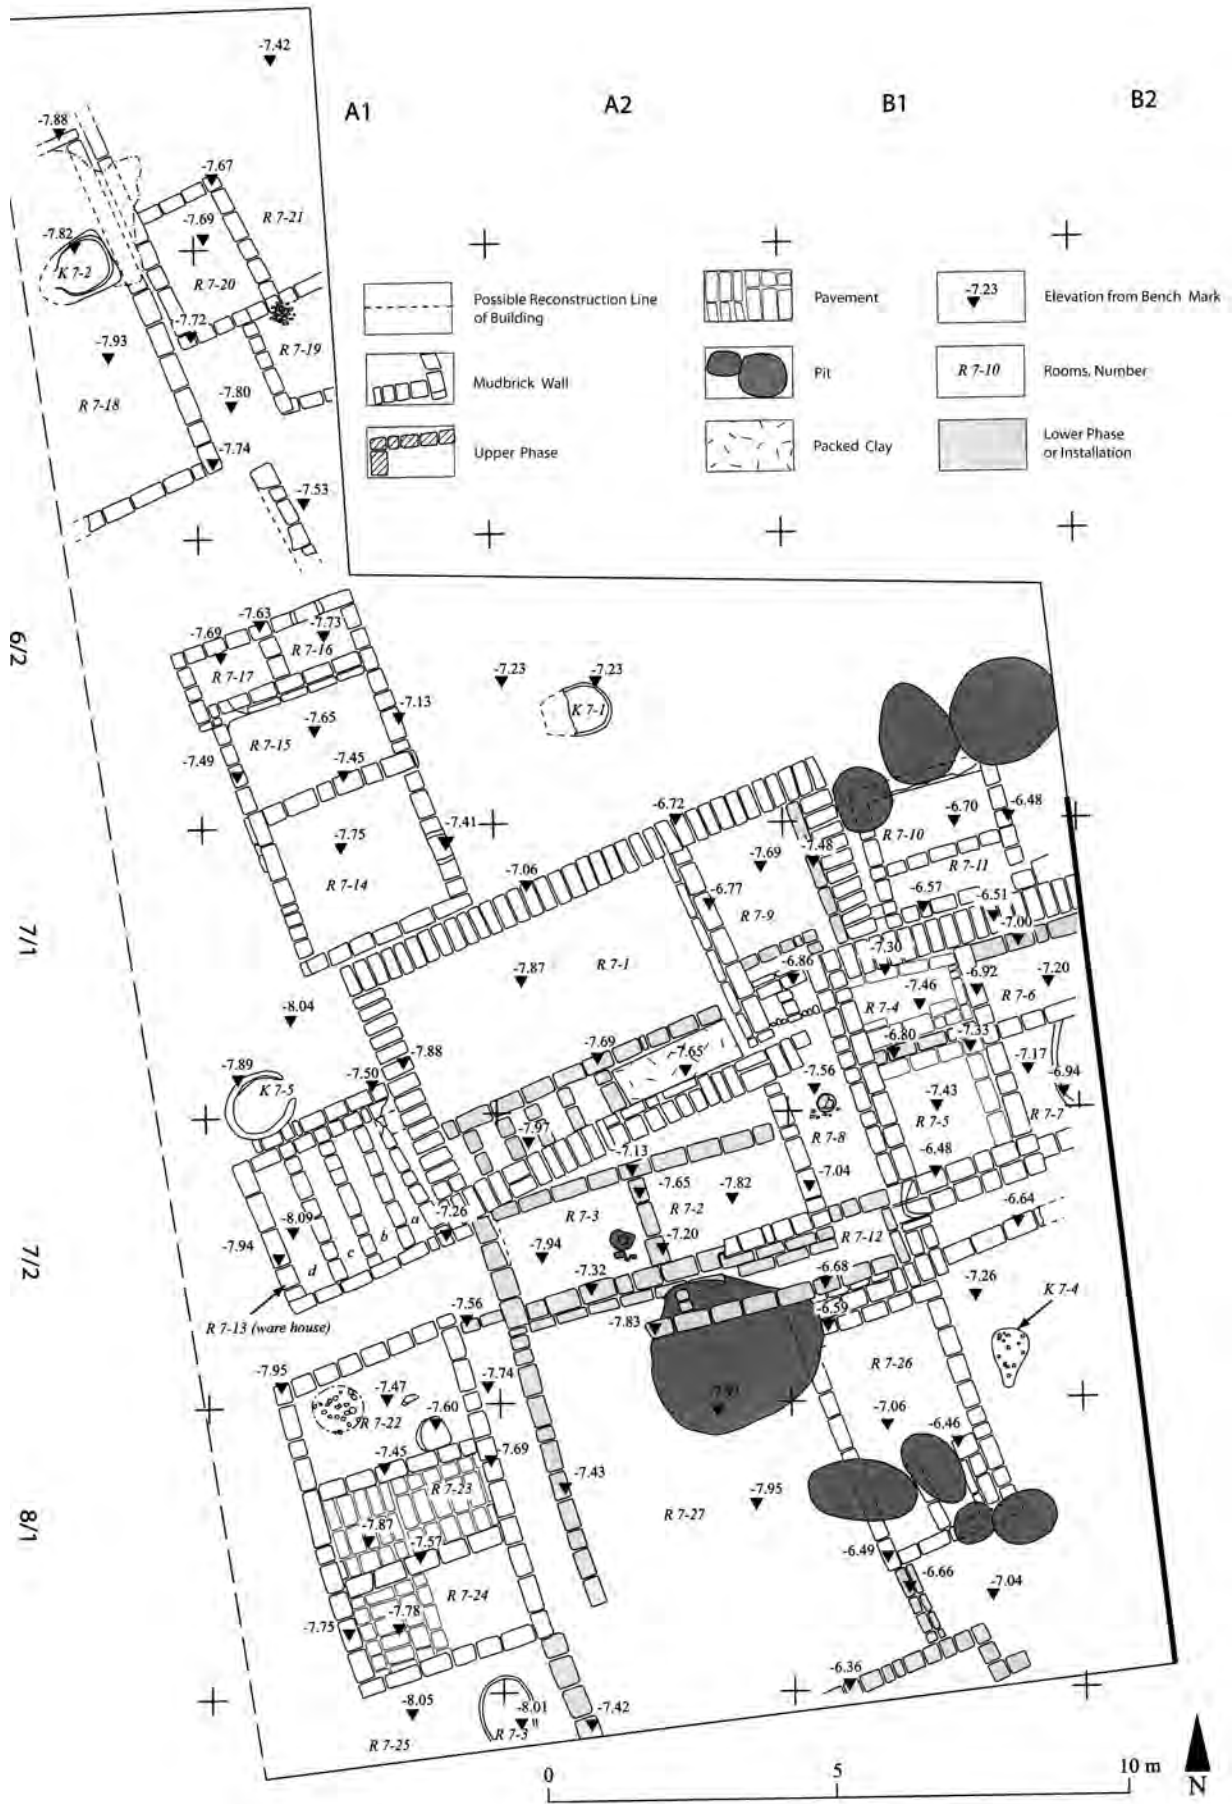 -7.42
A1
A2
B1
B2
-7.88
-7.67
-7.69
R 7-21
-7.82
K 7-2
R 7-20
-7.72
R 7-19
-7.93
-7.80
R 7-18
-7.74
-7.53
Possible Reconstruction Line
of Building
Pavement
-7.23
Elevation from Bench Mark
Mudbrick Wall
Pit
R 7-10
Rooms, Number
Upper Phase
Packed Clay
Lower Phase
or Installation
6/2
-7.63
-7.69
-7.73
R 7-16
R 7-17
-7.23
-7.23
K 7-1
-7.13
-7.65
R 7-15
-7.49
-7.45
-7.75
-7.41
R 7-14
-6.72
-6.70
-6.48
R 7-10
-7.69
-7.48
R 7-11
-7.06
-6.77
R 7-9
-6.57
-6.51
-7.00
7/1
-7.87
R 7-1
-6.86
-7.30
-7.46
R 7-4
-6.92
R 7-6
-7.20
-8.04
-7.88
-7.69
-7.65
-6.80
-7.33
-7.89
K 7-5
-7.50
-7.56
-7.17
-6.94
-7.43
R 7-5
R 7-7
-7.97
-7.13
R 7-8
-6.48
-7.65
-7.82
-7.04
R 7-3
R 7-2
-6.64
-8.09
a
b
c
d
-7.26
-7.94
-7.94
-7.20
R 7-12
7/2
-7.32
-6.68
-7.26
K 7-4
R 7-13 (ware house)
-7.56
-7.83
-6.59
R 7-26
-7.95
-7.47
-7.74
R 7-22
-7.60
-7.06
-6.46
-7.45
-7.69
R 7-23
-7.43
-7.95
R 7-27
8/1
-7.87
-7.57
-6.49
-6.66
R 7-24
-7.04
-7.78
-7.75
-6.36
-8.05
-8.01
-7.42
R 7-25
R 7-3
0
5
10 m
N